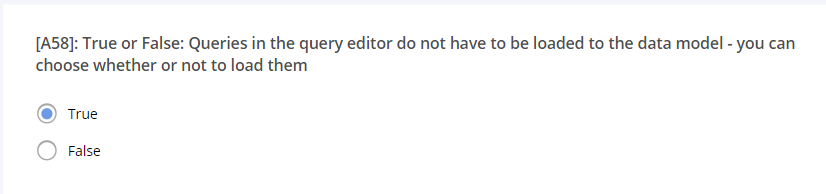 [A58]: True or False: Queries in the query editor do not have to be loaded to the data model - you can
choose whether or not to load them
True
False